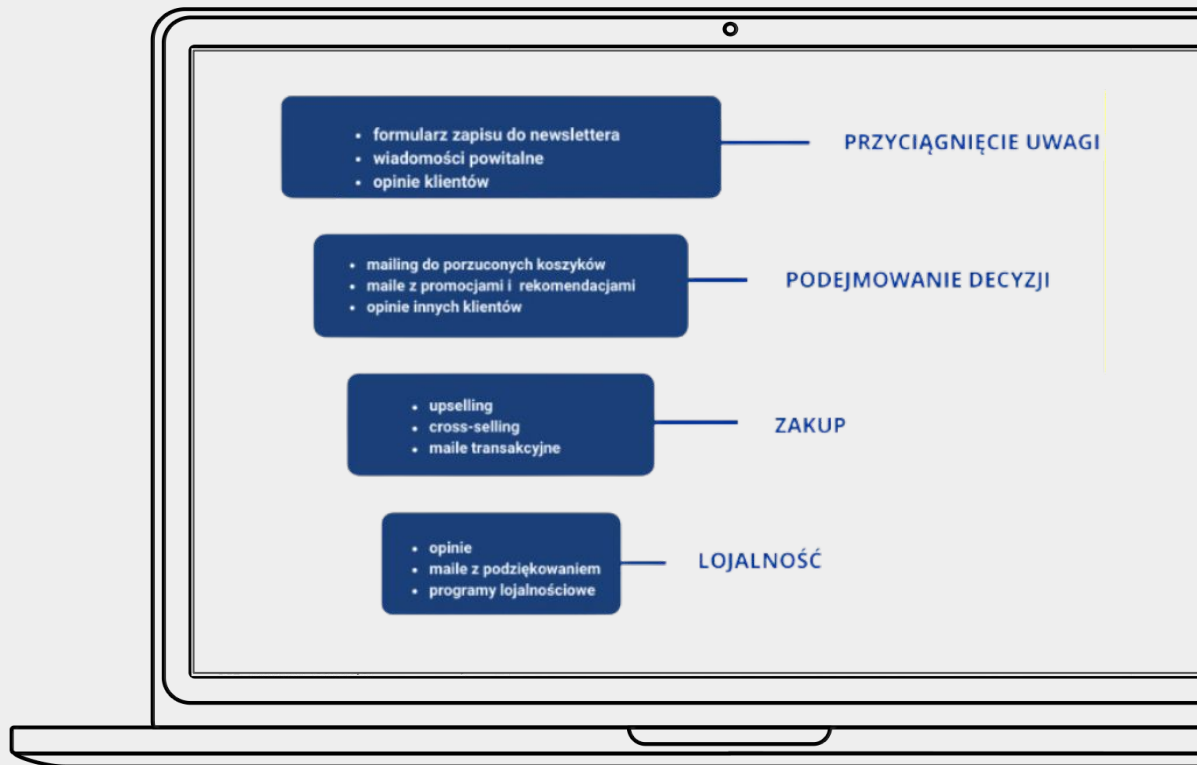 • formularz zapisu do newslettera
• wiadomości powitalne
• opinie klientów
PRZYCIĄGNIĘCIE UWAGI
• mailing do porzuconych koszyków
• maile z promocjami i rekomendacjami
• opinie innych klientów
PODEJMOWANIE DECYZJI
• upselling
• cross-selling
• maile transakcyjne
ZAKUP
• opinie
• maile z podziękowaniem
• programy lojalnościowe
LOJALNOŚĆ